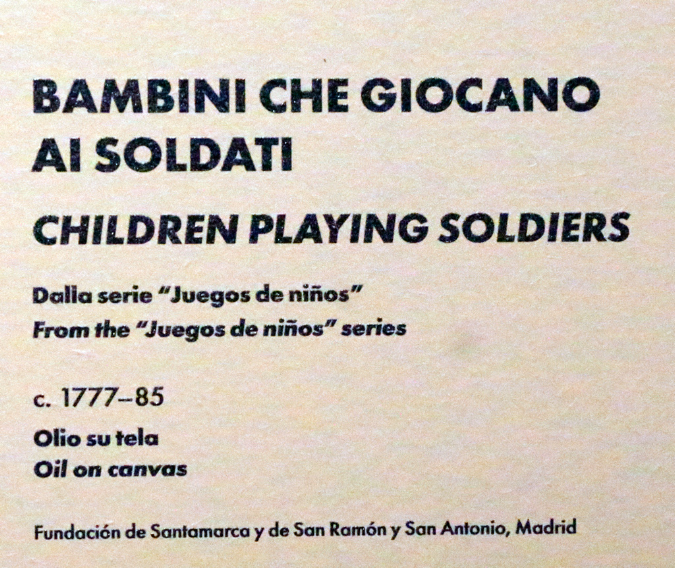 BAMBINI CHE GIOCANO
AI SOLDATI
CHILDREN PLAYING SOLDIERS
Dalla serie “Juegos de niños”
From the “Juegos de niños” series
c. 1777–85
Olio su tela
Oil on canvas
Fundación de Santamarca y de San Ramón y San Antonio, Madrid